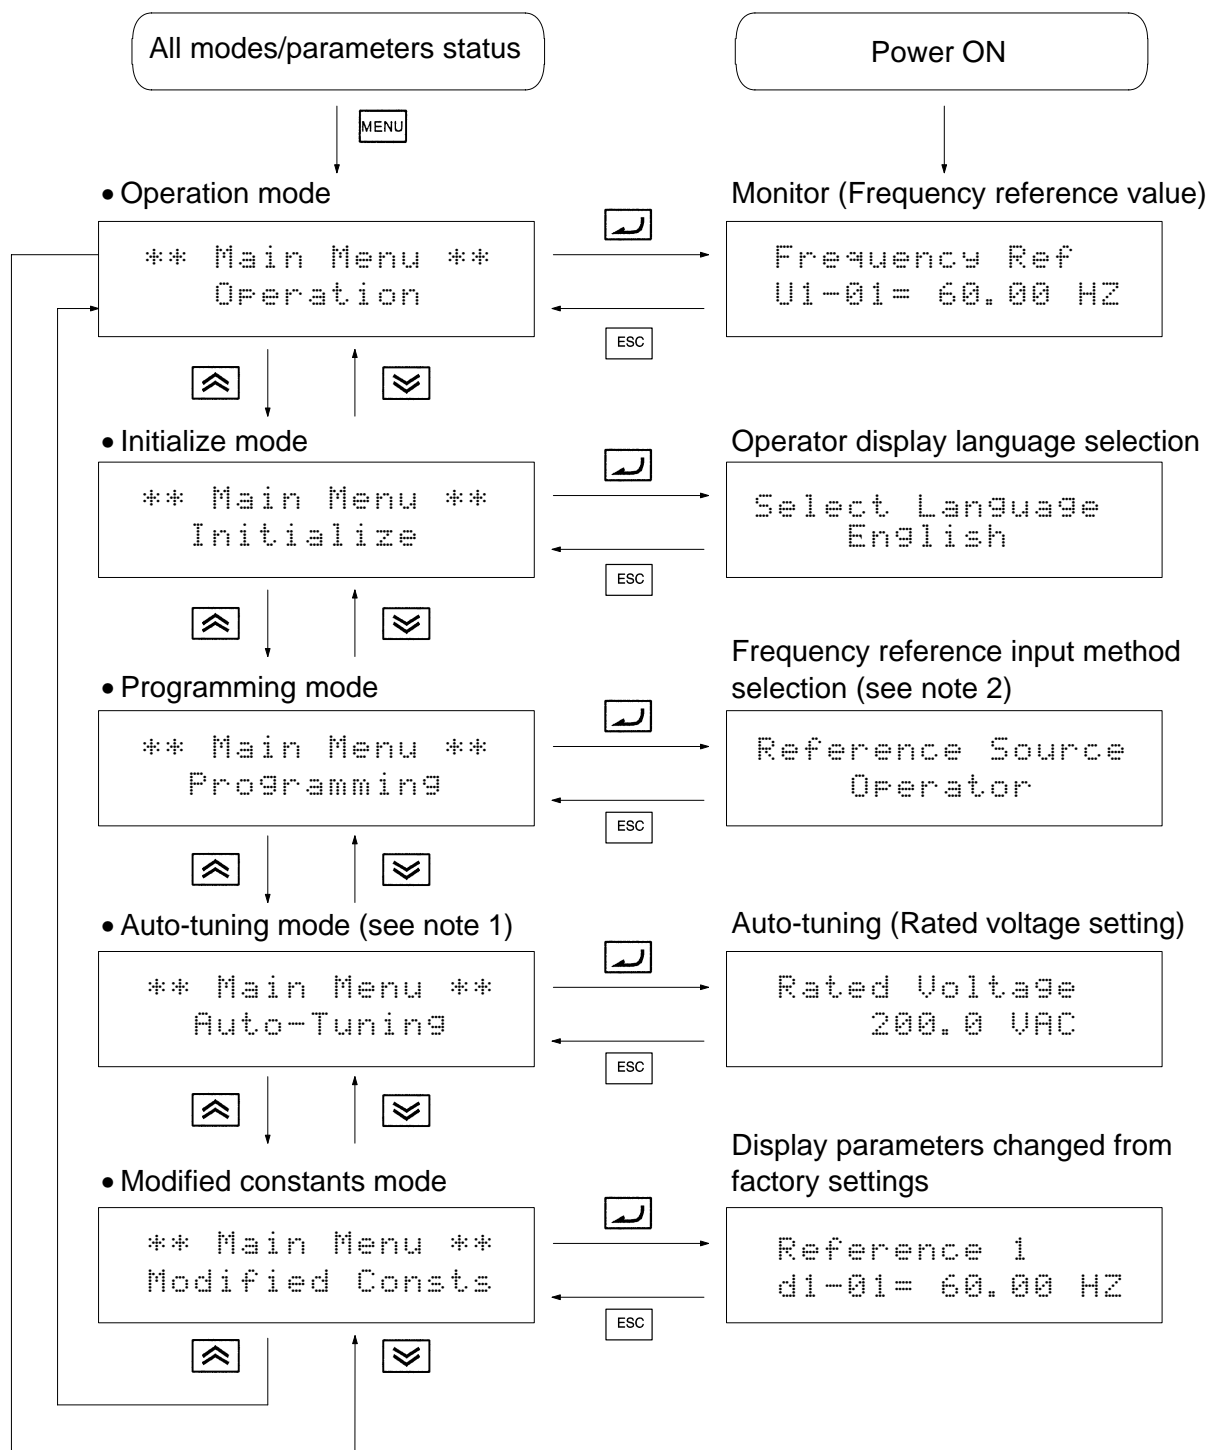 All modes/parameters status
Power ON
MENU
• Operation mode
Monitor (Frequency reference value)
** Main Menu **
Operation
Frequency Ref
U1-01= 60.00 HZ
ESC
• Initialize mode
Operator display language selection
** Main Menu **
Initialize
Select Language
English
ESC
Frequency reference input method
selection (see note 2)
• Programming mode
** Main Menu **
Programming
Reference Source
Operator
ESC
• Auto-tuning mode (see note 1)
Auto-tuning (Rated voltage setting)
** Main Menu **
Auto-Tuning
Rated Voltage
200.0 VAC
ESC
Display parameters changed from
factory settings
• Modified constants mode
** Main Menu **
Modified Consts
Reference 1
d1-01= 60.00 HZ
ESC